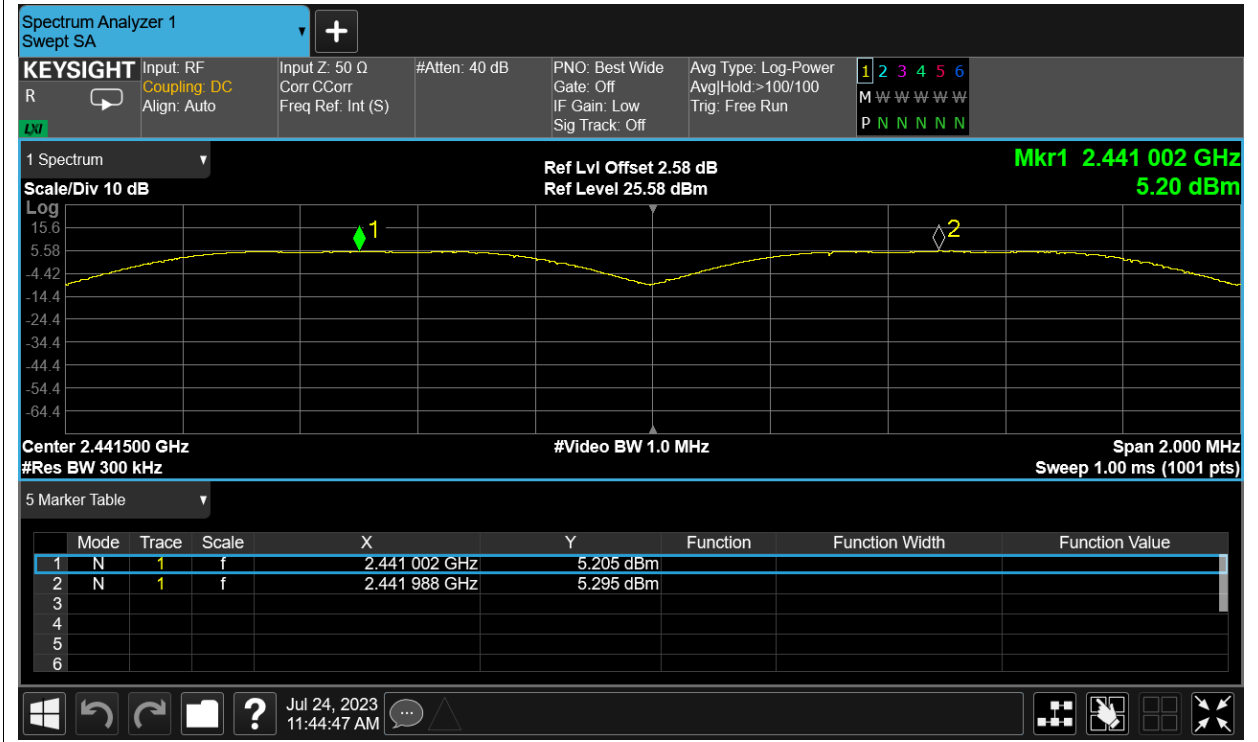 Spectrum Analyzer 1
Swept SA
+
KEYSIGHT Input: RF Input Z: 50 Ω #Atten: 40 dB PNO: Best Wide Avg Type: Log-Power 1 2 3 4 5 6
R Coupling: DC Corr CCorr Gate: Off Avg|Hold:>100/100 M W W W W W
Align: Auto Freq Ref: Int (S) IF Gain: Low Trig: Free Run
LXI Sig Track: Off P N N N N N
1 Spectrum Ref Lvl Offset 2.58 dB Mkr1 2.441 002 GHz
Scale/Div 10 dB Ref Level 25.58 dBm 5.20 dBm
Log
15.6
1
2
5.58
-4.42
-14.4
-24.4
-34.4
-44.4
-54.4
-64.4
Center 2.441500 GHz #Video BW 1.0 MHz Span 2.000 MHz
#Res BW 300 kHz Sweep 1.00 ms (1001 pts)
5 Marker Table
Mode Trace Scale X Y Function Function Width Function Value
1 N 1 f 2.441 002 GHz 5.205 dBm
2 N 1 f 2.441 988 GHz 5.295 dBm
3
4
5
6
? Jul 24, 2023
11:44:47 AM